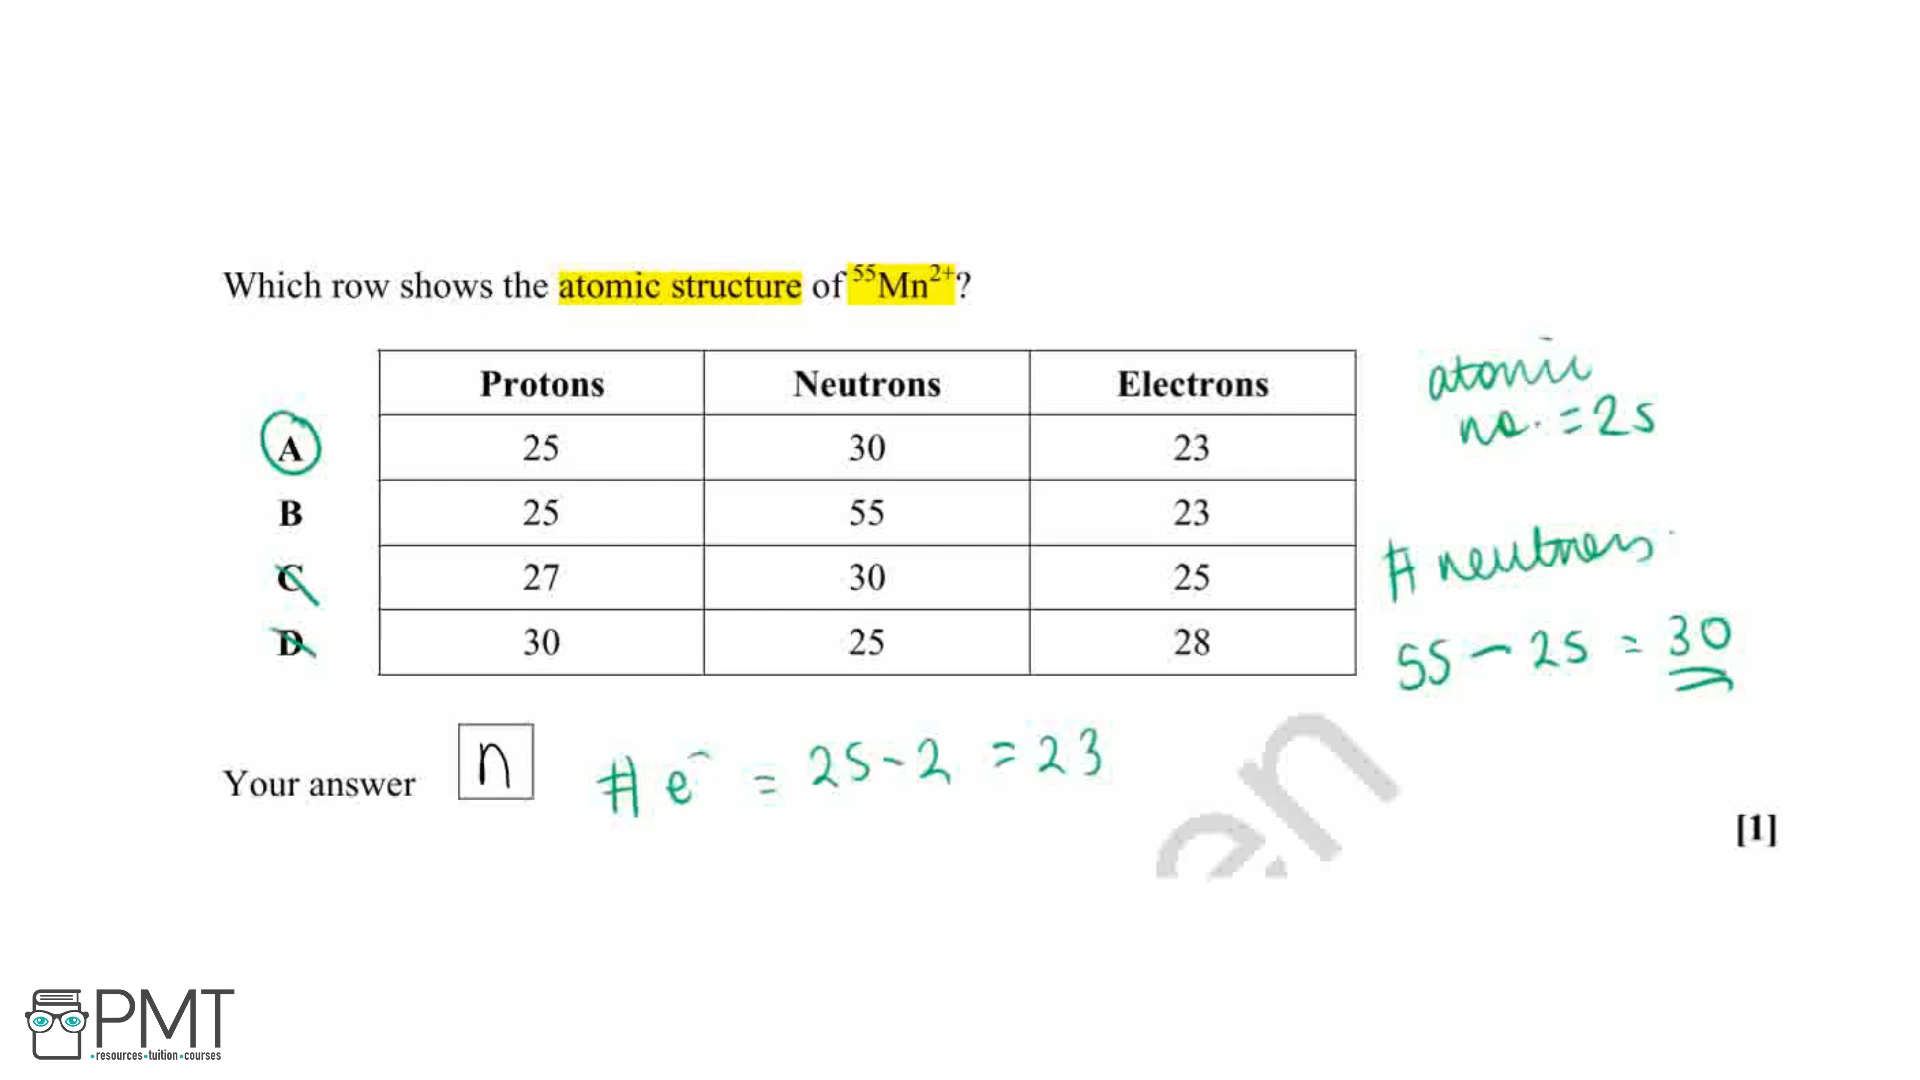 Which row shows the atomic structure of ⁵⁵Mn²⁺?
Protons Neutrons Electrons
A 25 30 23
B 25 55 23
C 27 30 25
D 30 25 28
atomic
no. = 25
# neutrons
55 - 25 = 30
Your answer n # e⁻ = 25 - 2 = 23
[1]
en
PMT
•resources•tuition•courses